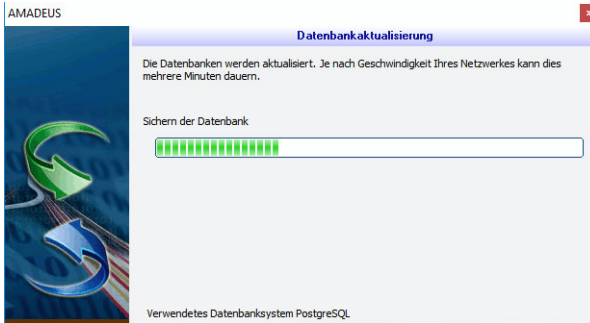 AMADEUS
Datenbankaktualisierung
Die Datenbanken werden aktualisiert. Je nach Geschwindigkeit Ihres Netzwerkes kann dies
mehrere Minuten dauern.
Sichern der Datenbank
Verwendetes Datenbanksystem PostgreSQL